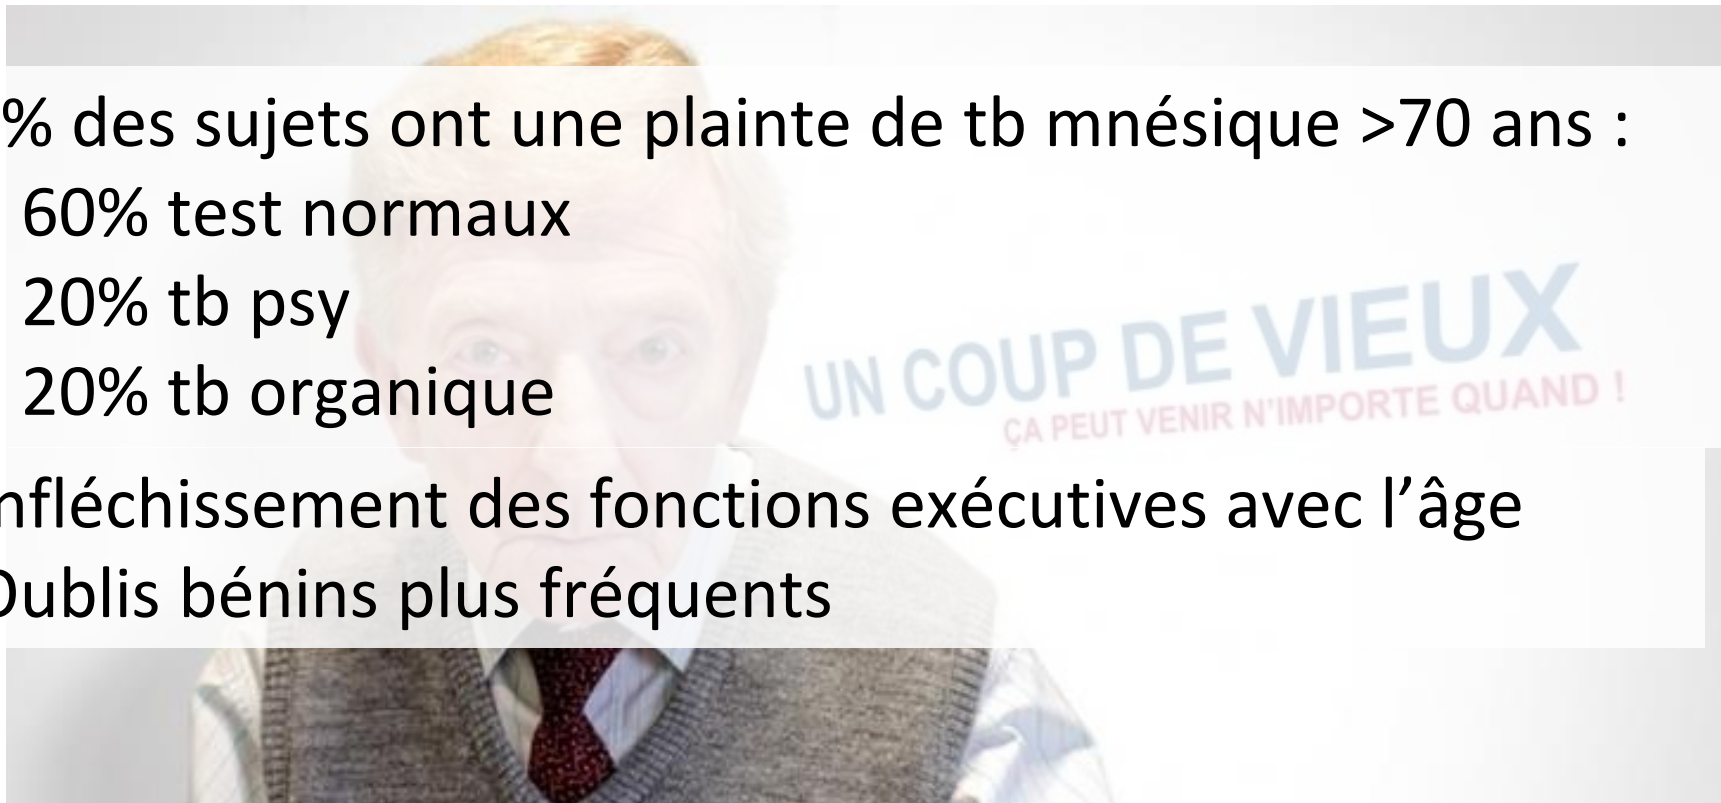 % des sujets ont une plainte de tb mnésique >70 ans :
60% test normaux
20% tb psy
20% tb organique
UN COUP DE VIEUX
ÇA PEUT VENIR N'IMPORTE QUAND !
nfléchissement des fonctions exécutives avec l’âge
Oublis bénins plus fréquents